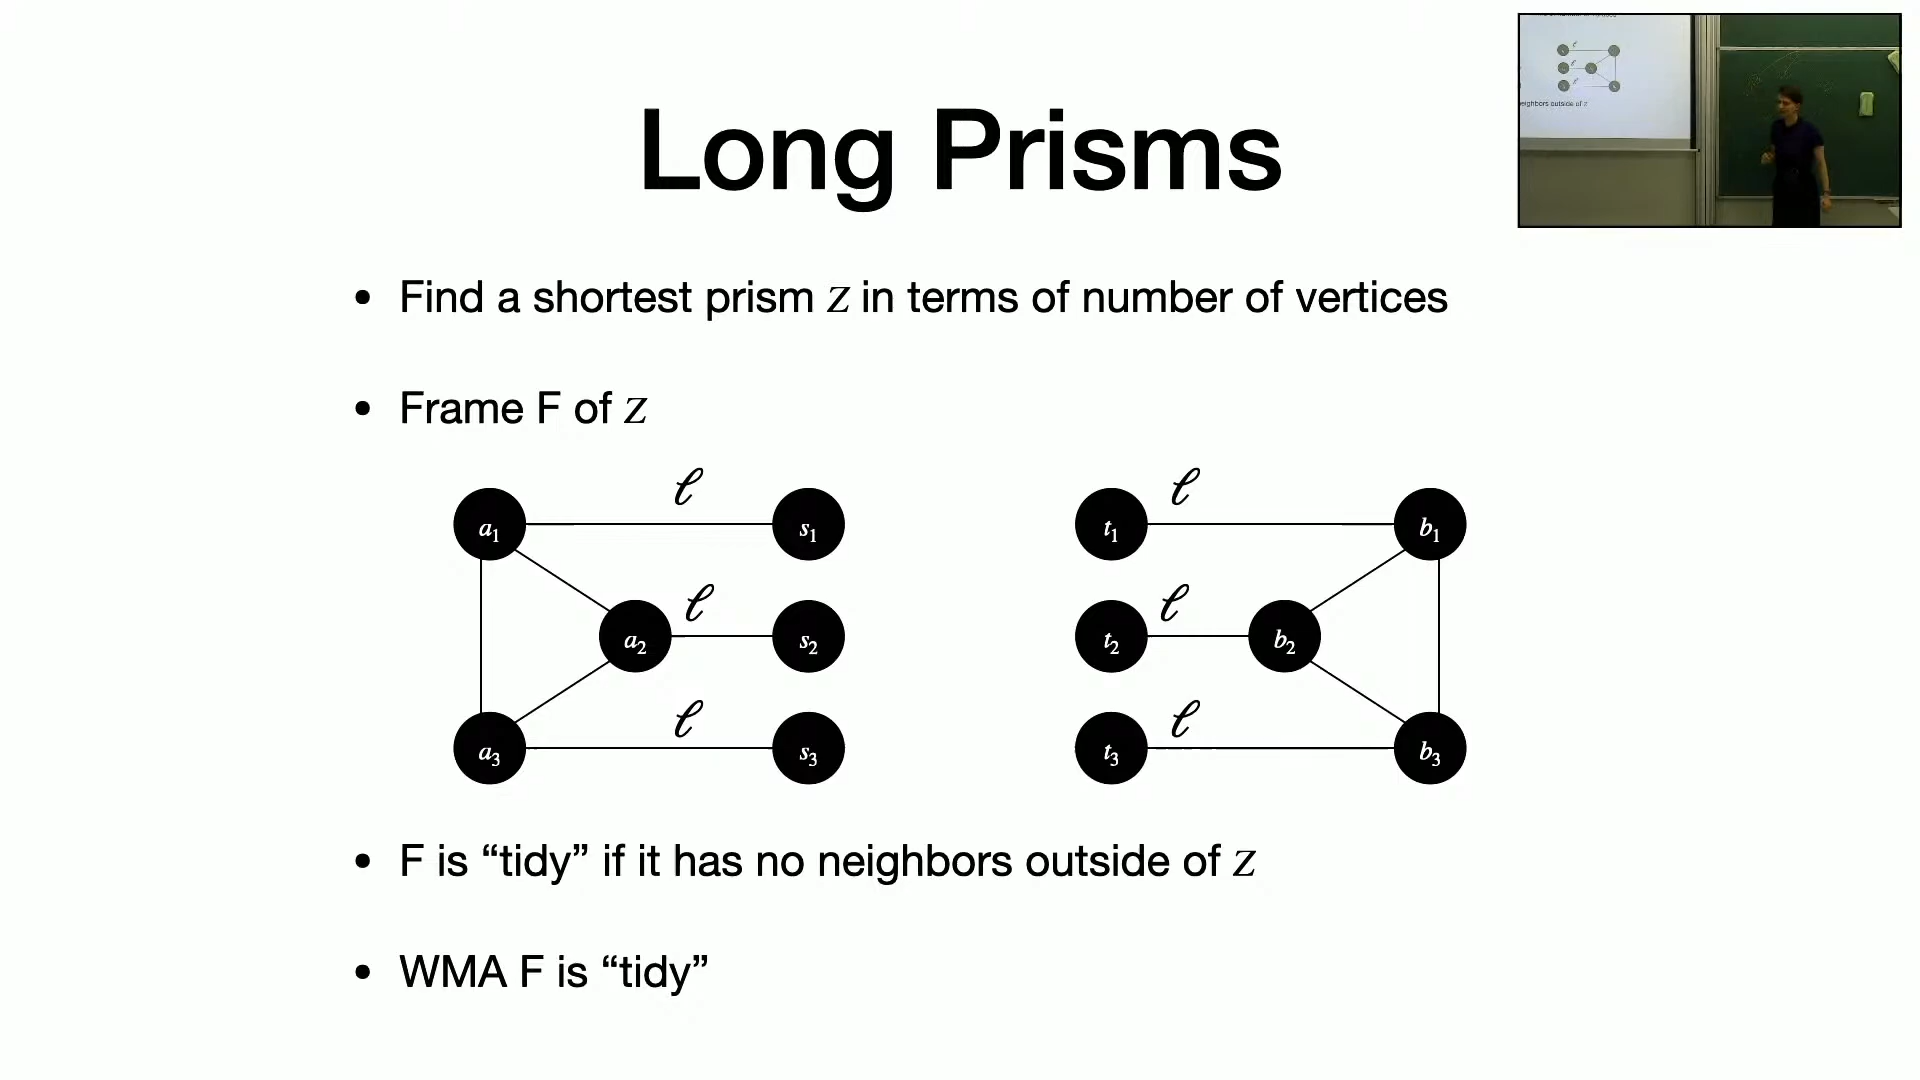 Long Prisms
• Find a shortest prism Z in terms of number of vertices
• Frame F of Z
ℓ ℓ
a₁ s₁ t₁ b₁
ℓ ℓ
a₂ s₂ t₂ b₂
ℓ ℓ
a₃ s₃ t₃ b₃
• F is “tidy” if it has no neighbors outside of Z
• WMA F is “tidy”
eighbors outside of Z